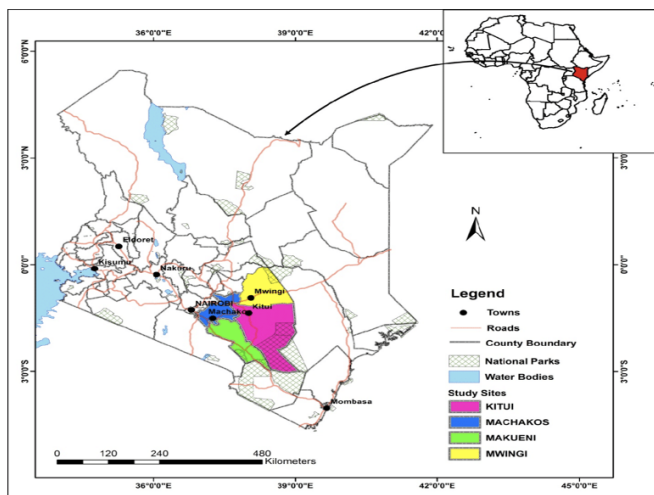 36°0'0"E
39°0'0"E
42°0'0"E
6°0'0"N
3°0'0"N
0°0'0"
3°0'0"S
Eldoret
Kisumu
Nakuru
Mwingi
NAIROBI
Kitui
Machakos
Mombasa
N
Legend
Towns
Roads
County Boundary
National Parks
Water Bodies
Study Sites
KITUI
MACHAKOS
MAKUENI
MWINGI
0
120
240
480
Kilometers
36°0'0"E
39°0'0"E
42°0'0"E
45°0'0"E